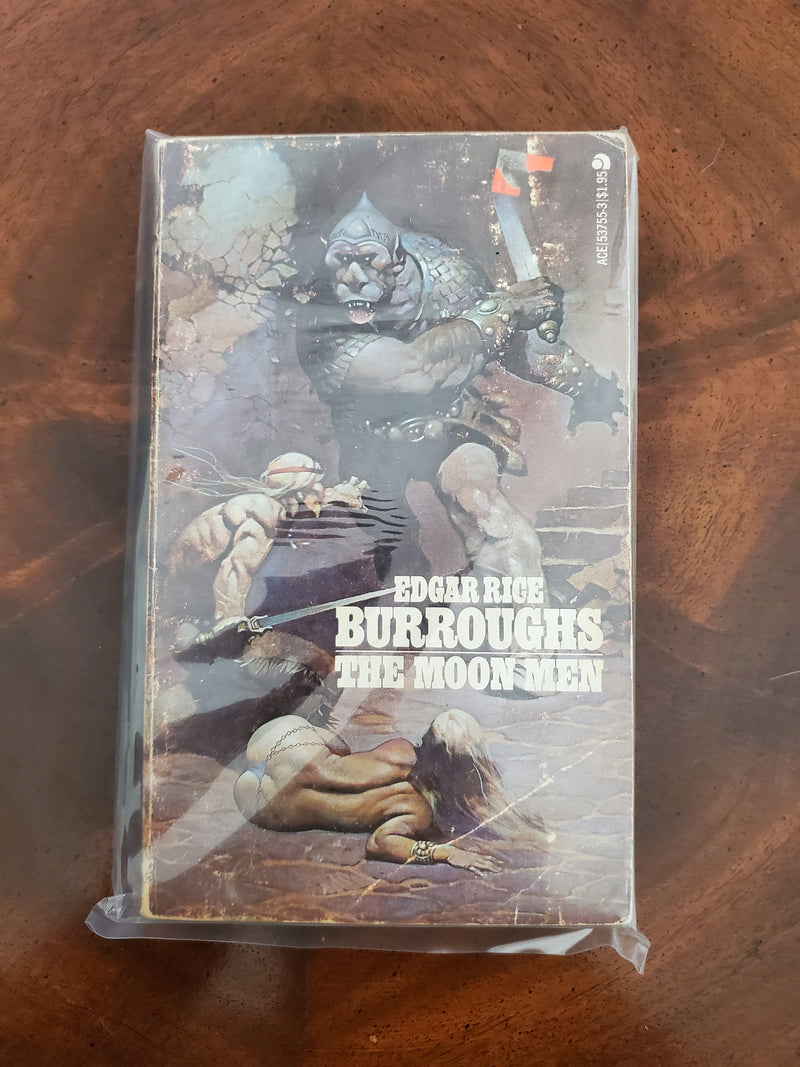 ACE|53755-3|$1.95
EDGAR RICE
BURROUGHS
THE MOON MEN